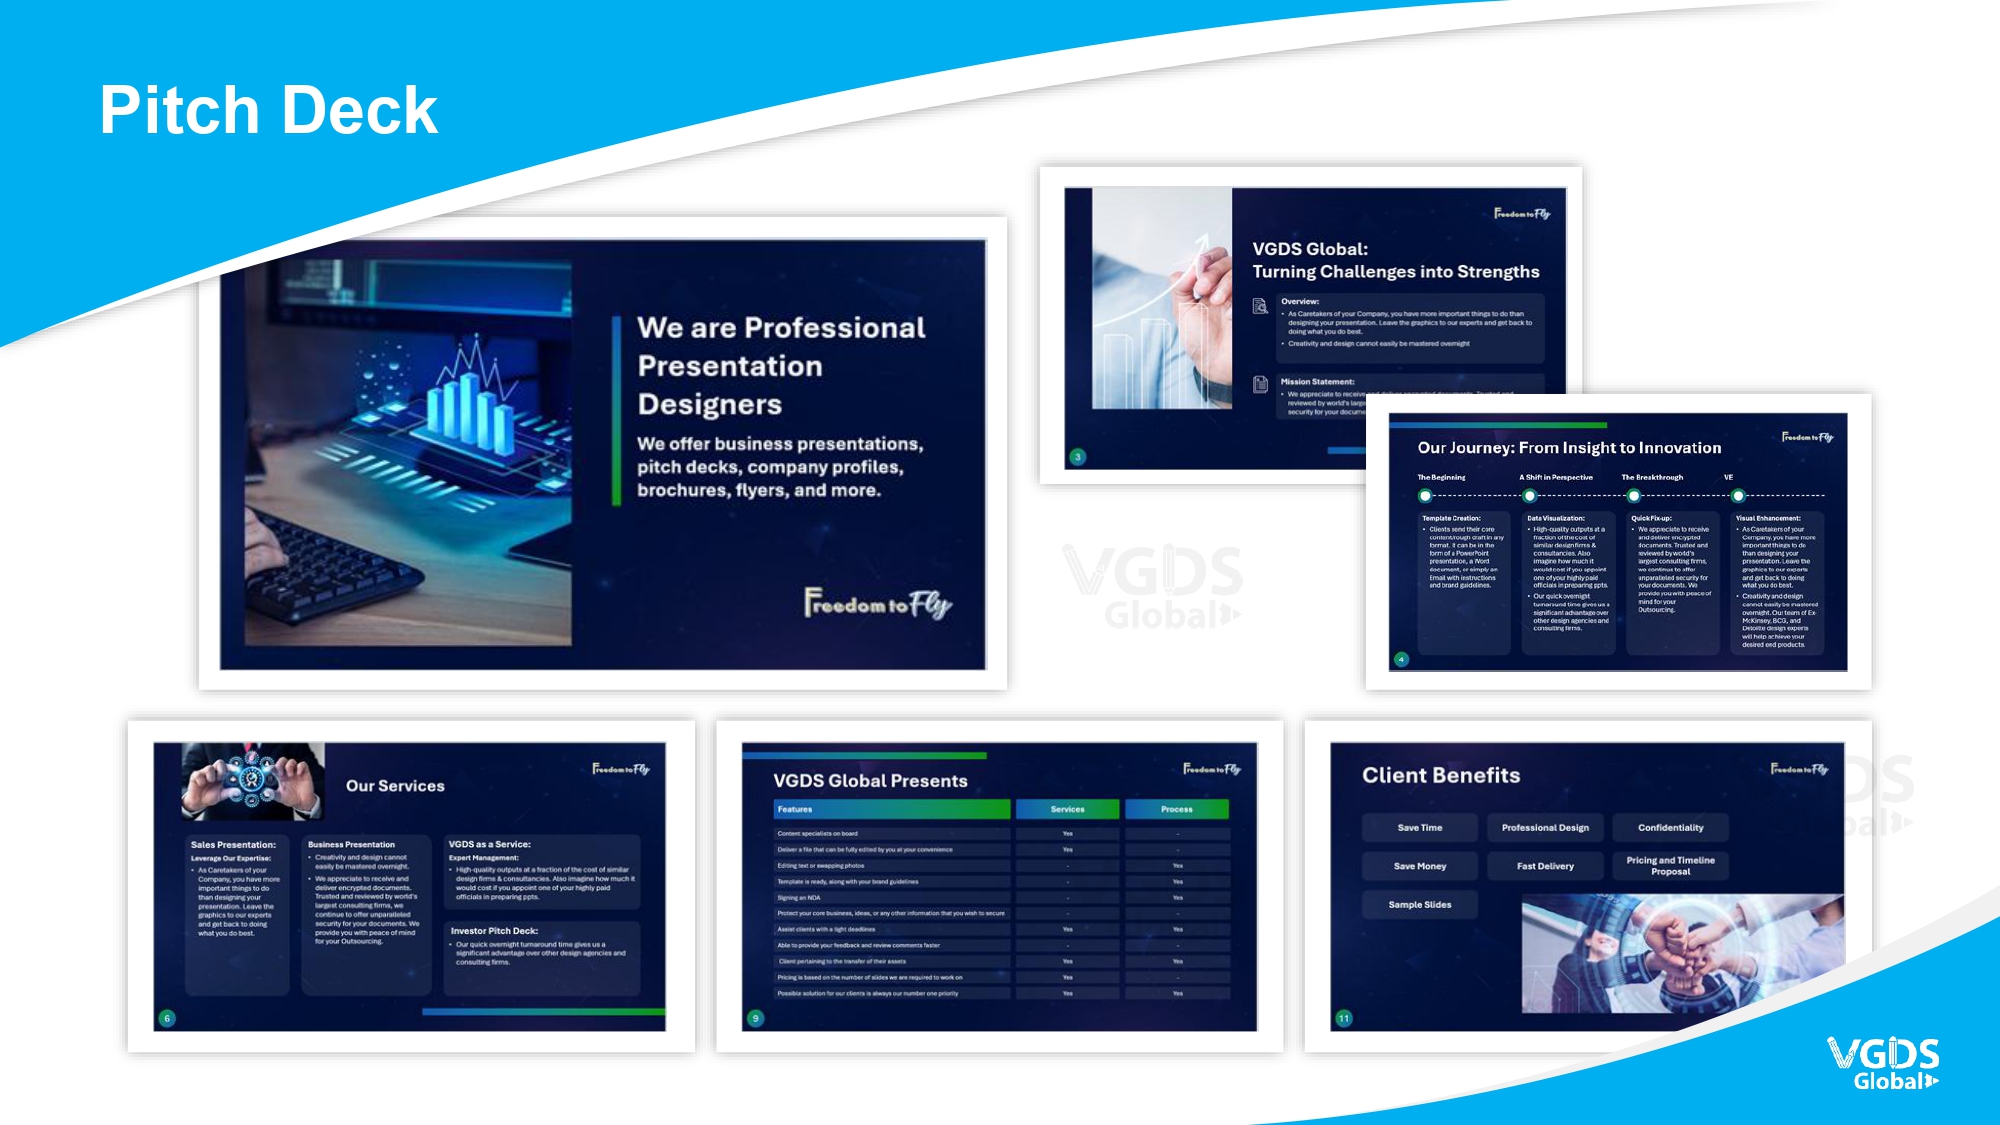 Pitch Deck
We are Professional
Presentation
Designers
We offer business presentations,
pitch decks, company profiles,
brochures, flyers, and more.
Freedom to Fly
Freedom to Fly
VGDS Global:
Turning Challenges into Strengths
Overview:
• As Caretakers of your Company, you have more important things to do than
designing your presentation. Leave the graphics to our experts and get back to
doing what you do best.
• Creativity and design cannot easily be mastered overnight
Mission Statement:
• We appreciate to receive and deliver encrypted documents. Trusted and
reviewed by world's large
security for your docume
3
Freedom to Fly
Our Journey: From Insight to Innovation
The Beginning
A Shift in Perspective
The Breakthrough
VE
Template Creation:
• Clients send their core
content/rough draft in any
format. It can be in the
form of a PowerPoint
presentation, a Word
document, or simply an
Email with instructions
and brand guidelines.
Data Visualization:
• High-quality outputs at a
fraction of the cost of
similar design firms &
consultancies. Also
imagine how much it
would cost if you appoint
one of your highly paid
officials in preparing ppts.
• Our quick overnight
turnaround time gives us a
significant advantage over
other design agencies and
consulting firms.
Quick Fix-up:
• We appreciate to receive
and deliver encrypted
documents. Trusted and
reviewed by world's
largest consulting firms,
we continue to offer
unparalleled security for
your documents. We
provide you with peace of
mind for your
Outsourcing.
Visual Enhancement:
• As Caretakers of your
Company, you have more
important things to do
than designing your
presentation. Leave the
graphics to our experts
and get back to doing
what you do best.
• Creativity and design
cannot easily be mastered
overnight. Our team of Ex-
McKinsey, BCG, and
Deloitte design experts
will help achieve your
desired end products.
4
VGDS
Global
Freedom to Fly
Our Services
Sales Presentation:
Leverage Our Expertise:
• As Caretakers of your
Company, you have more
important things to do
than designing your
presentation. Leave the
graphics to our experts
and get back to doing
what you do best.
Business Presentation
• Creativity and design cannot
easily be mastered overnight.
• We appreciate to receive and
deliver encrypted documents.
Trusted and reviewed by world's
largest consulting firms, we
continue to offer unparalleled
security for your documents. We
provide you with peace of mind
for your Outsourcing.
VGDS as a Service:
Expert Management:
• High-quality outputs at a fraction of the cost of similar
design firms & consultancies. Also imagine how much it
would cost if you appoint one of your highly paid
officials in preparing ppts.
Investor Pitch Deck:
• Our quick overnight turnaround time gives us a
significant advantage over other design agencies and
consulting firms.
6
Freedom to Fly
VGDS Global Presents
Features Services Process
Content specialists on board Yes -
Deliver a file that can be fully edited by you at your convenience Yes -
Editing text or swapping photos - Yes
Template is ready, along with your brand guidelines - Yes
Signing an NDA - Yes
Protect your core business, ideas, or any other information that you wish to secure - -
Assist clients with a tight deadlines Yes Yes
Able to provide your feedback and review comments faster - -
Client pertaining to the transfer of their assets Yes Yes
Pricing is based on the number of slides we are required to work on Yes -
Possible solution for our clients is always our number one priority Yes Yes
9
Freedom to Fly
Client Benefits
Save Time
Professional Design
Confidentiality
Save Money
Fast Delivery
Pricing and Timeline
Proposal
Sample Slides
11
DS
bal
VGDS
Global